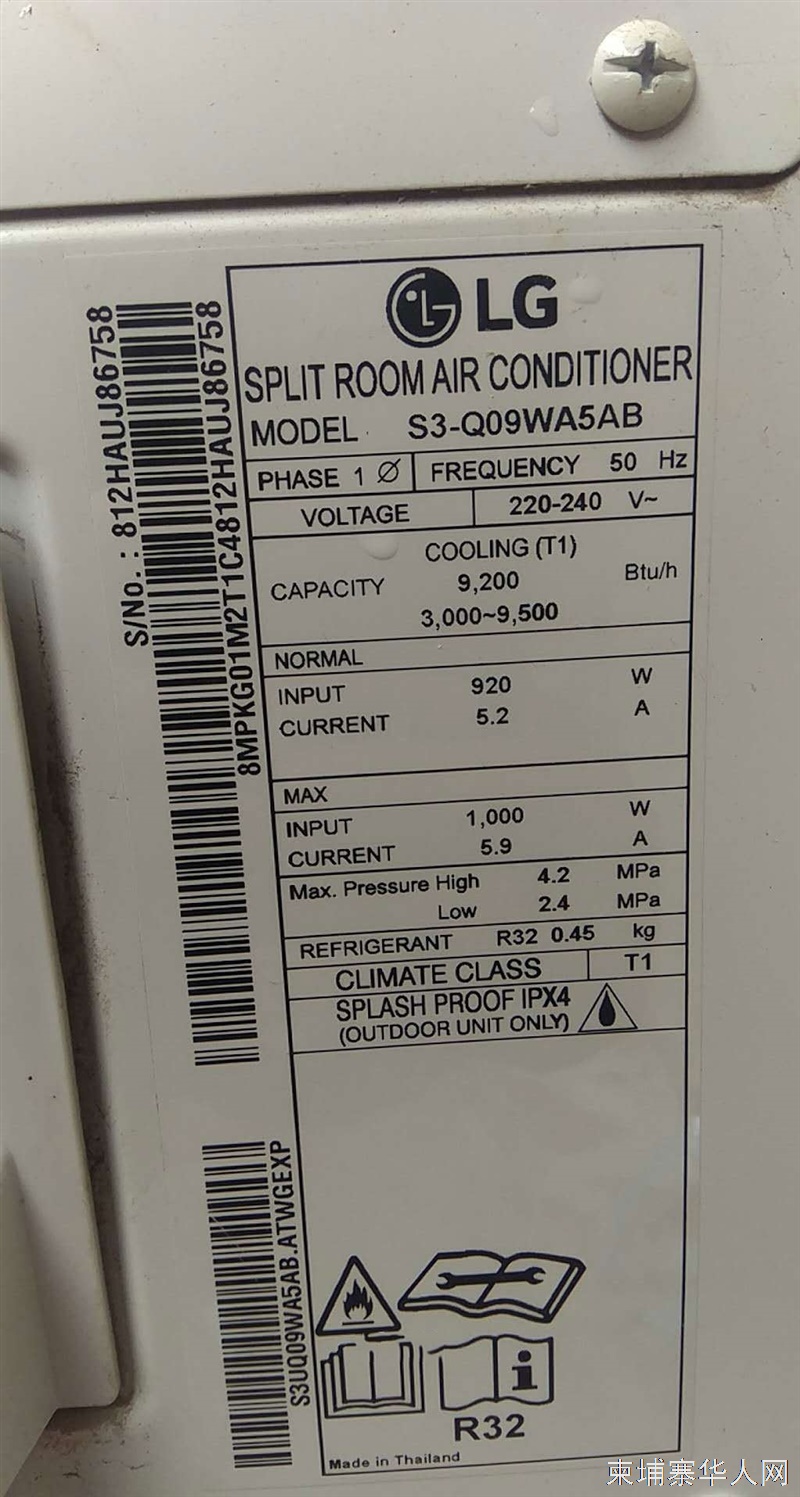 LG
SPLIT ROOM AIR CONDITIONER
MODEL S3-Q09WA5AB
PHASE 1 Ø FREQUENCY 50 Hz
VOLTAGE 220-240 V~
COOLING (T1)
CAPACITY 9,200 Btu/h
3,000~9,500
NORMAL
INPUT 920 W
CURRENT 5.2 A
MAX
INPUT 1,000 W
CURRENT 5.9 A
Max. Pressure High 4.2 MPa
Low 2.4 MPa
REFRIGERANT R32 0.45 kg
CLIMATE CLASS T1
SPLASH PROOF IPX4
(OUTDOOR UNIT ONLY)
R32
Made in Thailand
S/No. : 812HAUJ86758
8MPKG01M2T1C4812HAUJ86758
S3UQ09WA5AB.ATWGEXP
柬埔寨华人网